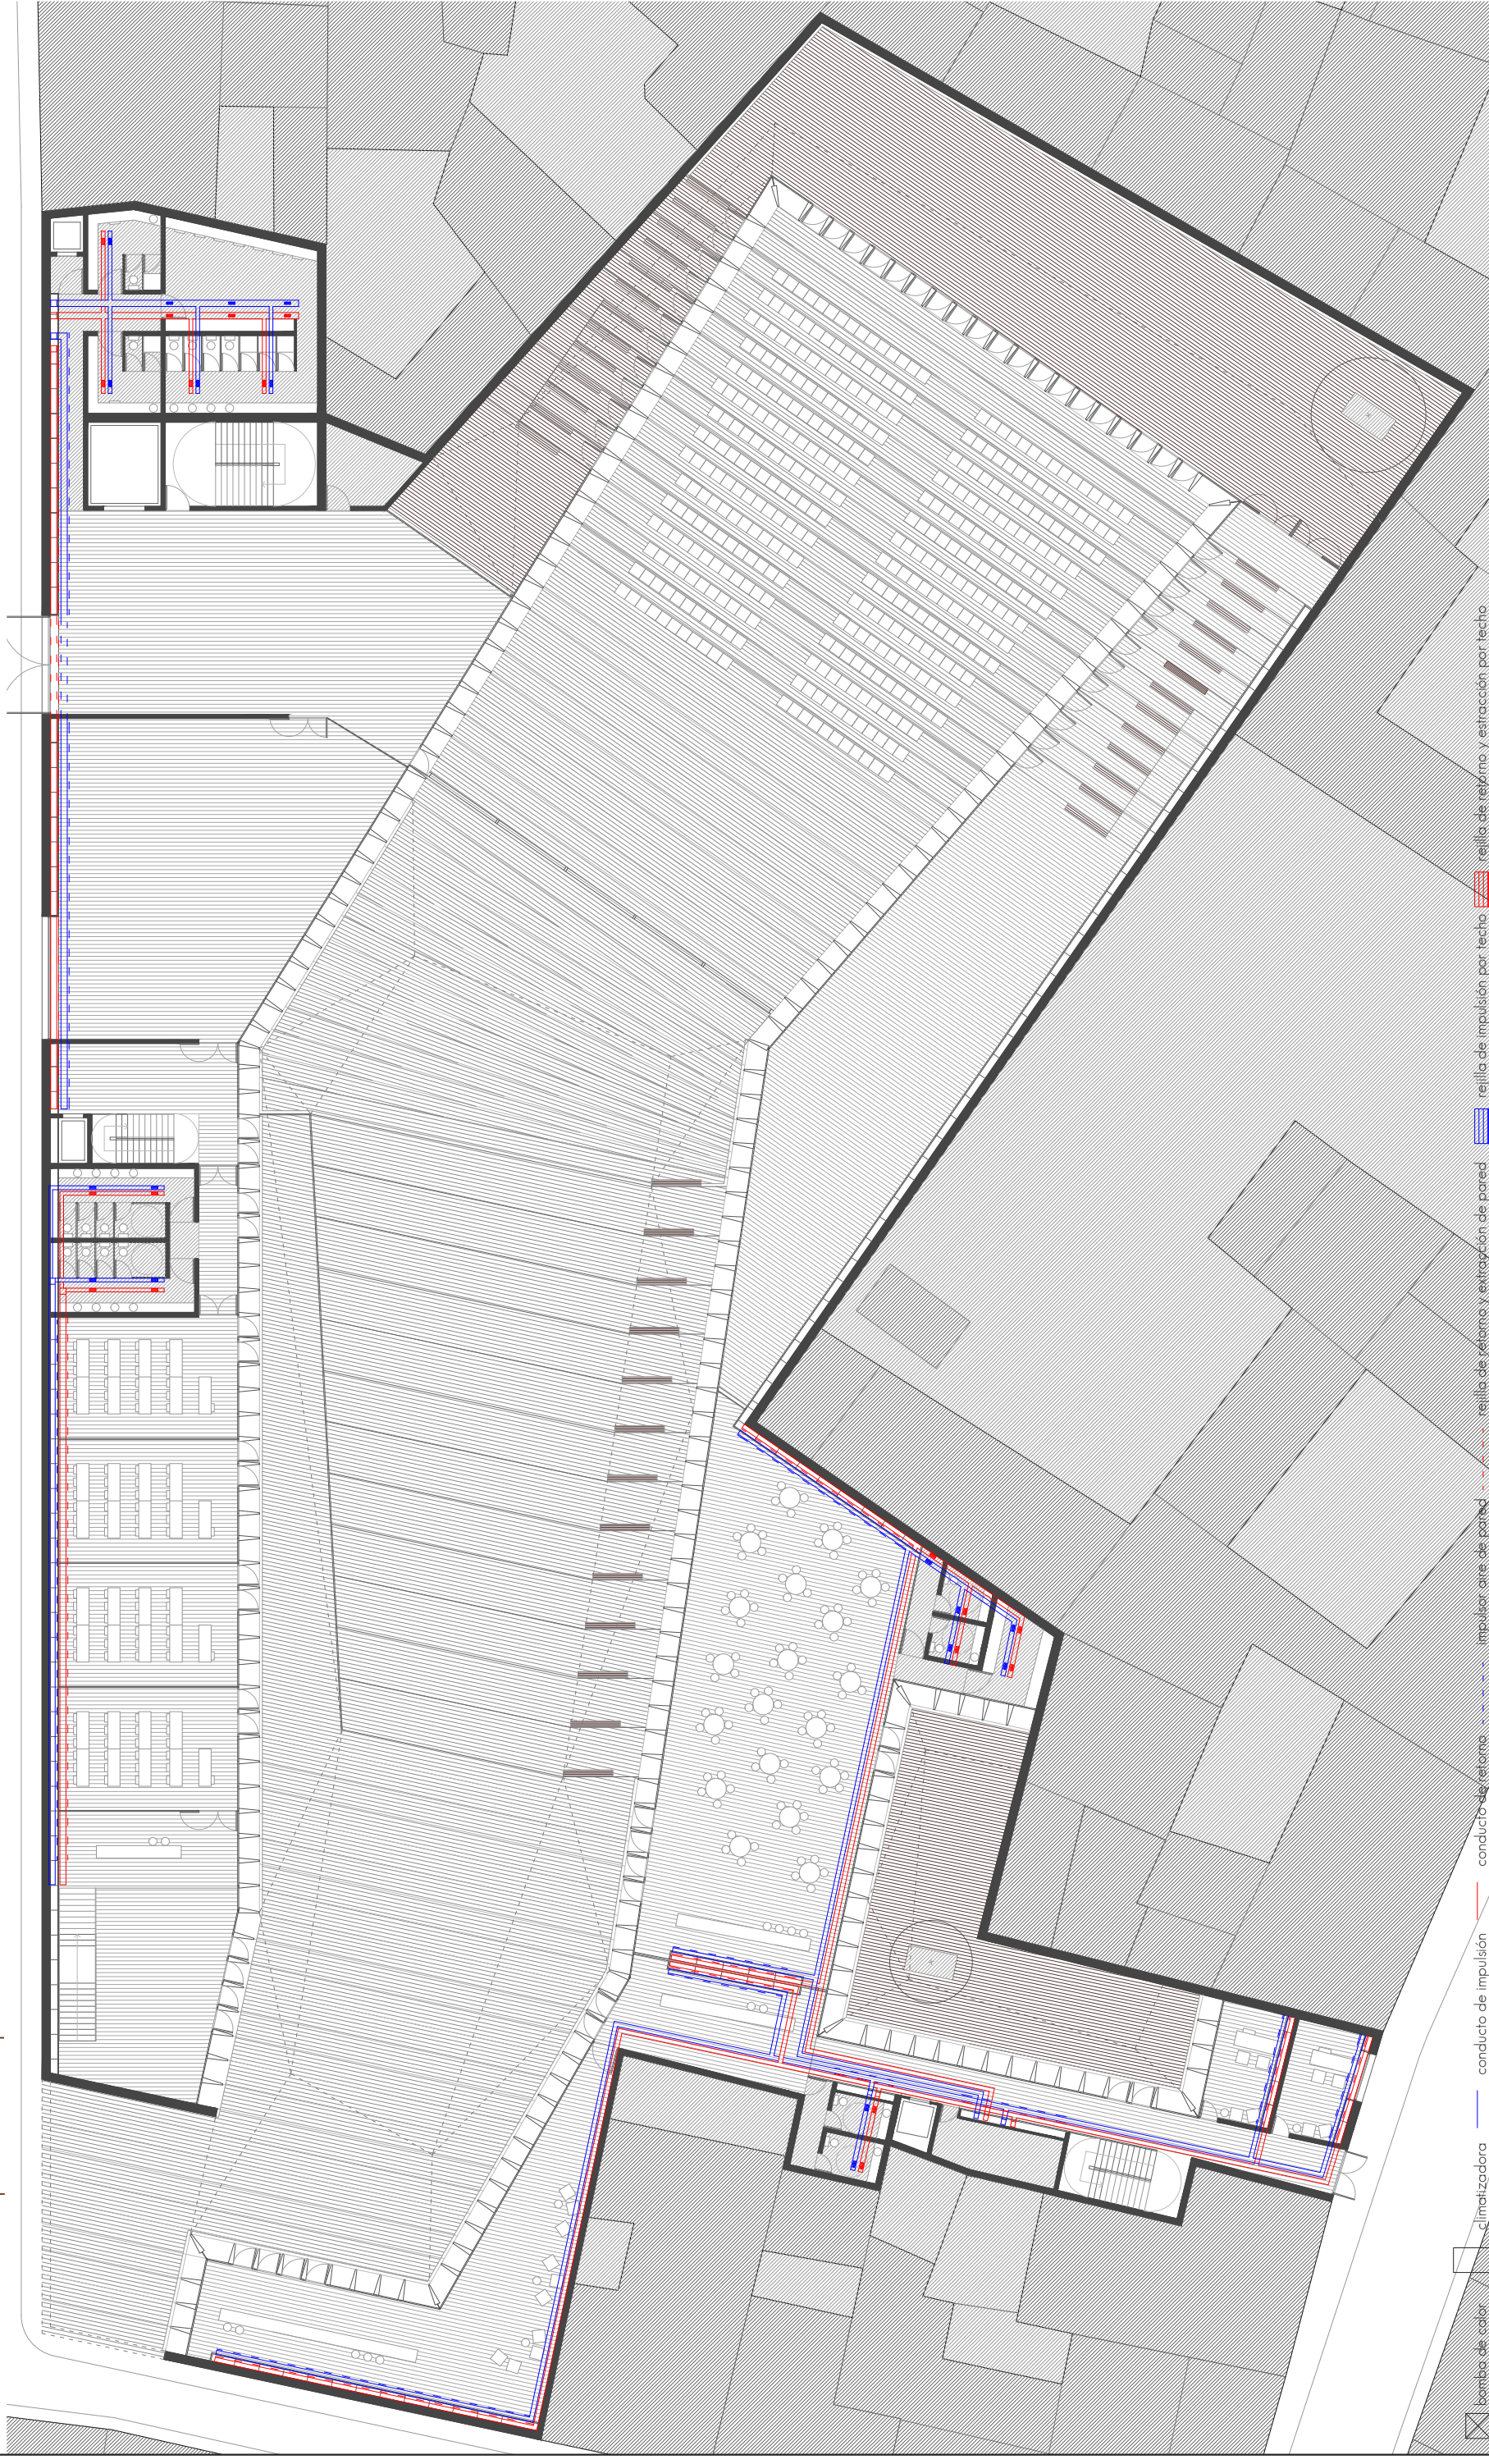 bomba de calor
climatizadora
conducto de impulsión
conducto de retorno
impulsor aire de pared
rejilla de retorno y extracción de pared
rejilla de impulsión por techo
rejilla de retorno y estracción por techo